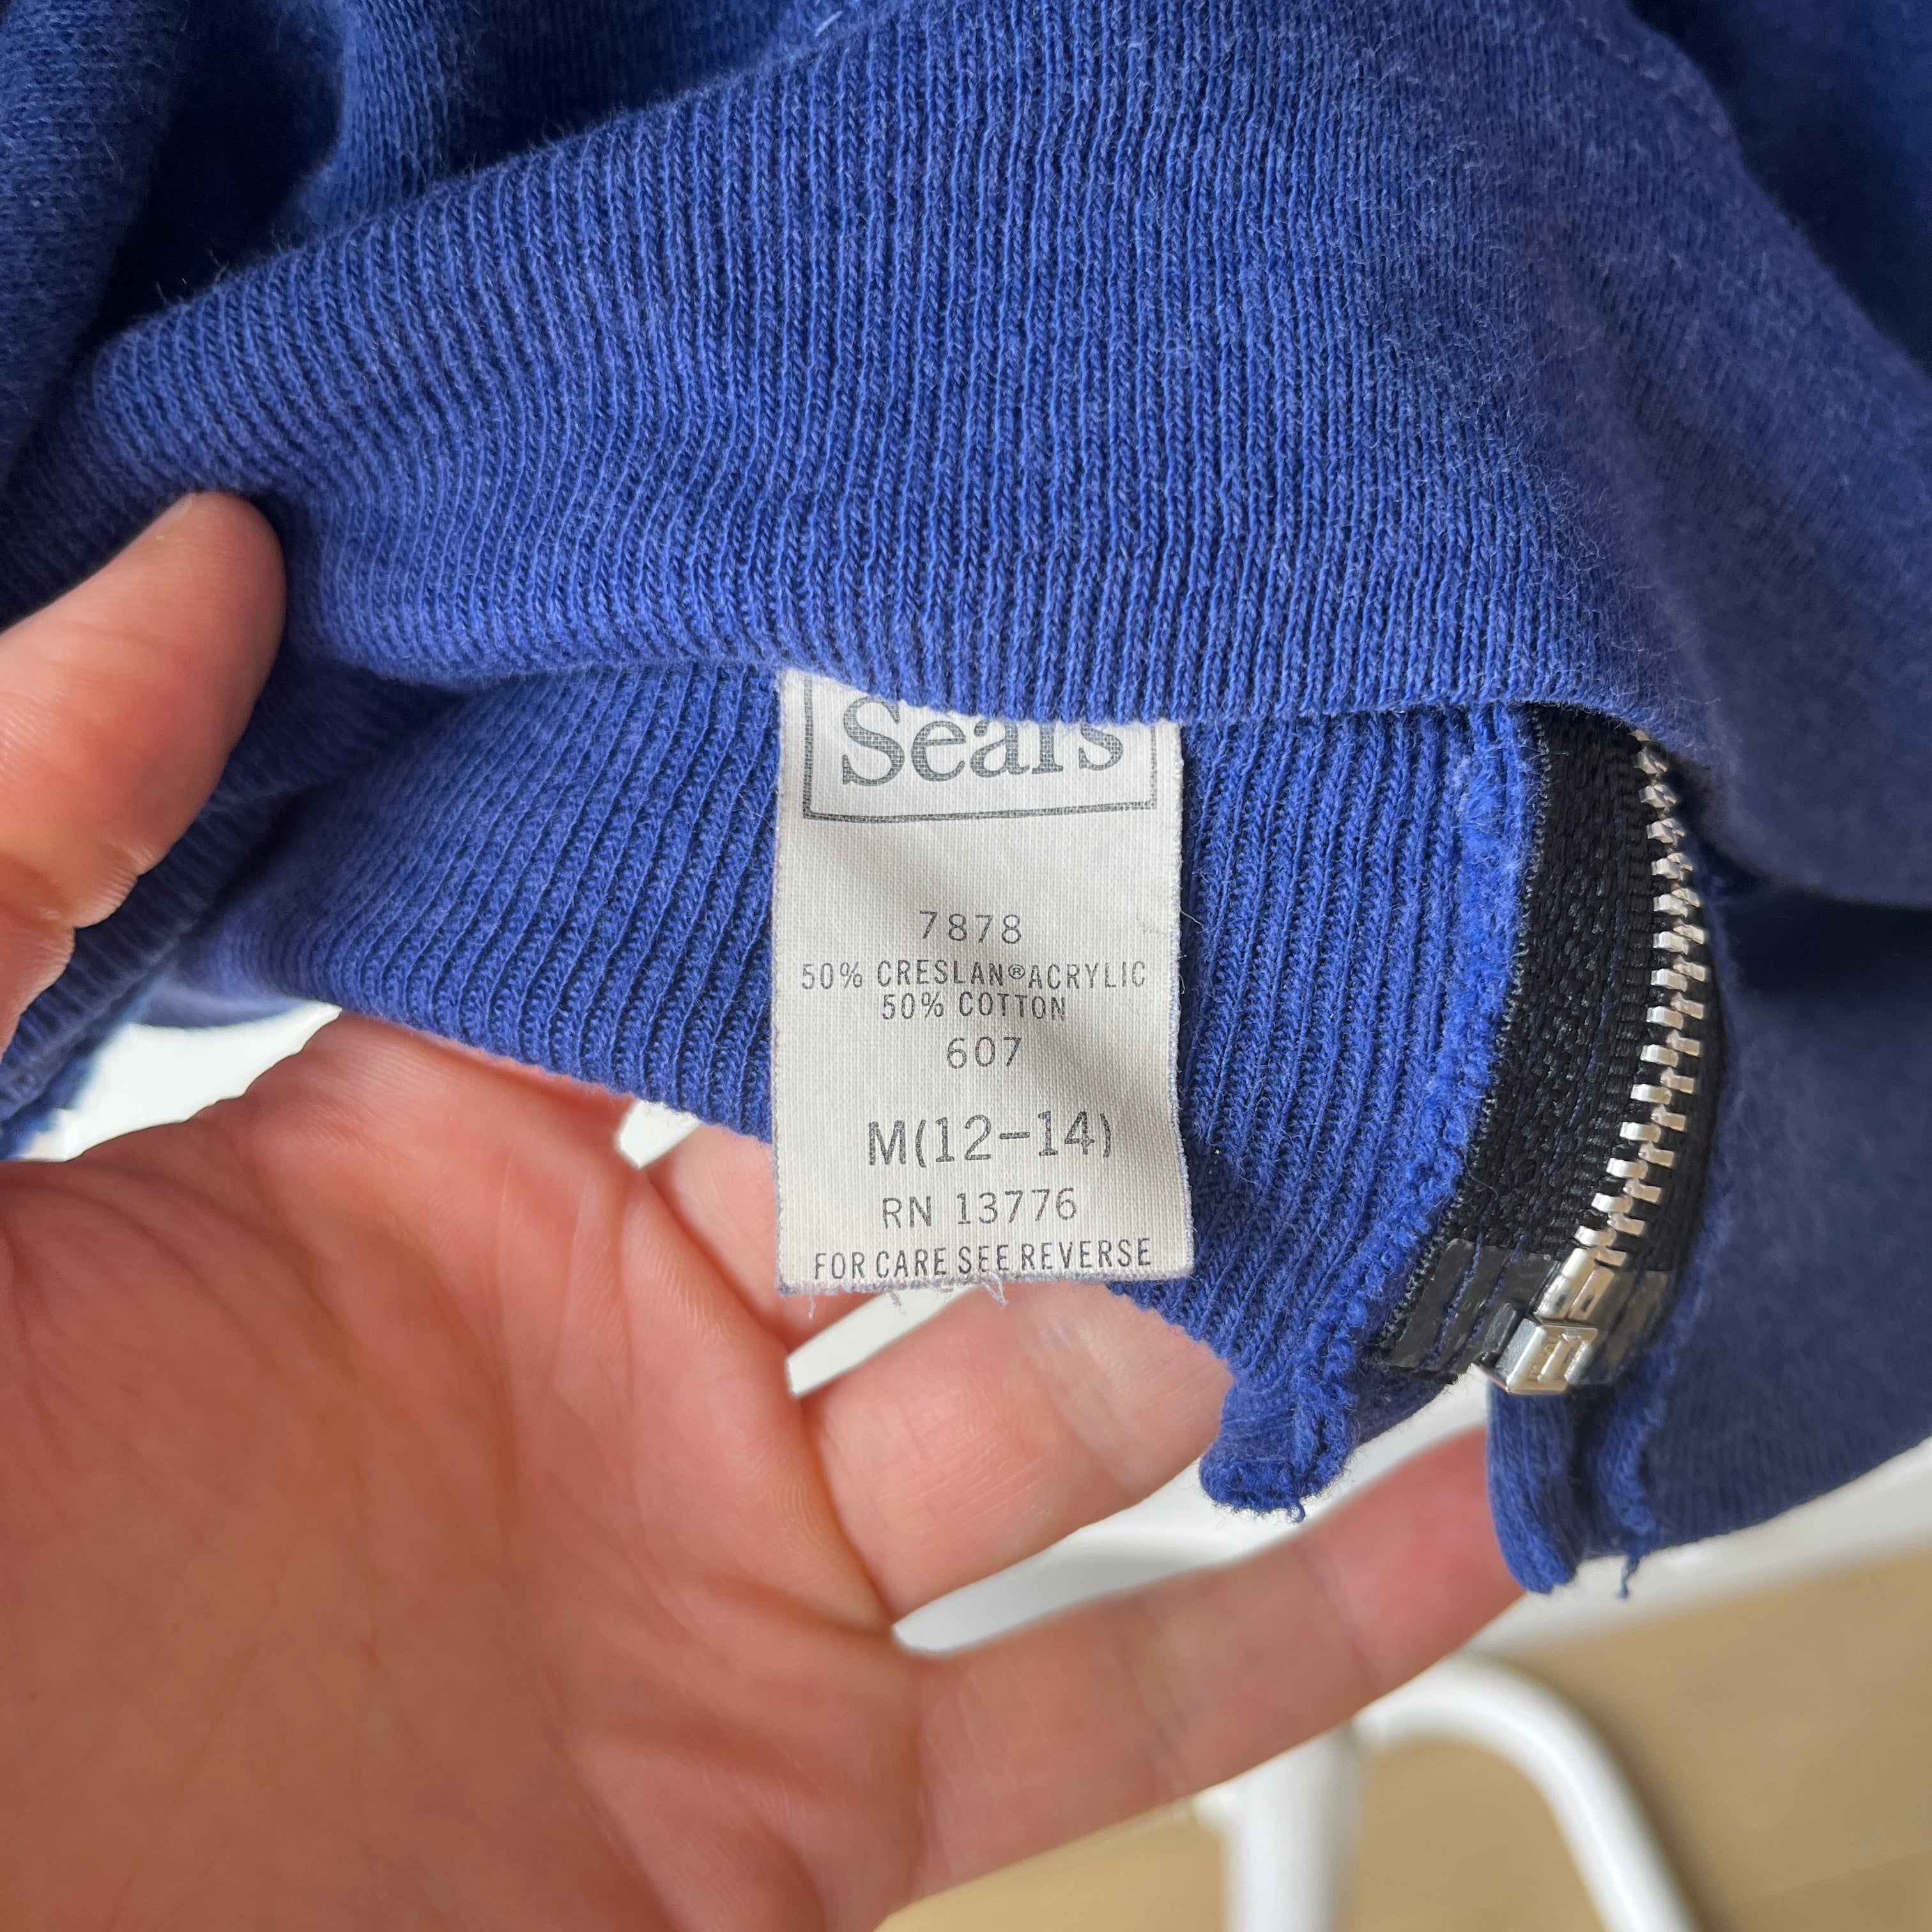 Sears
7878
50% CRESLAN® ACRYLIC
50% COTTON
607
M(12-14)
RN 13776
FOR CARE SEE REVERSE